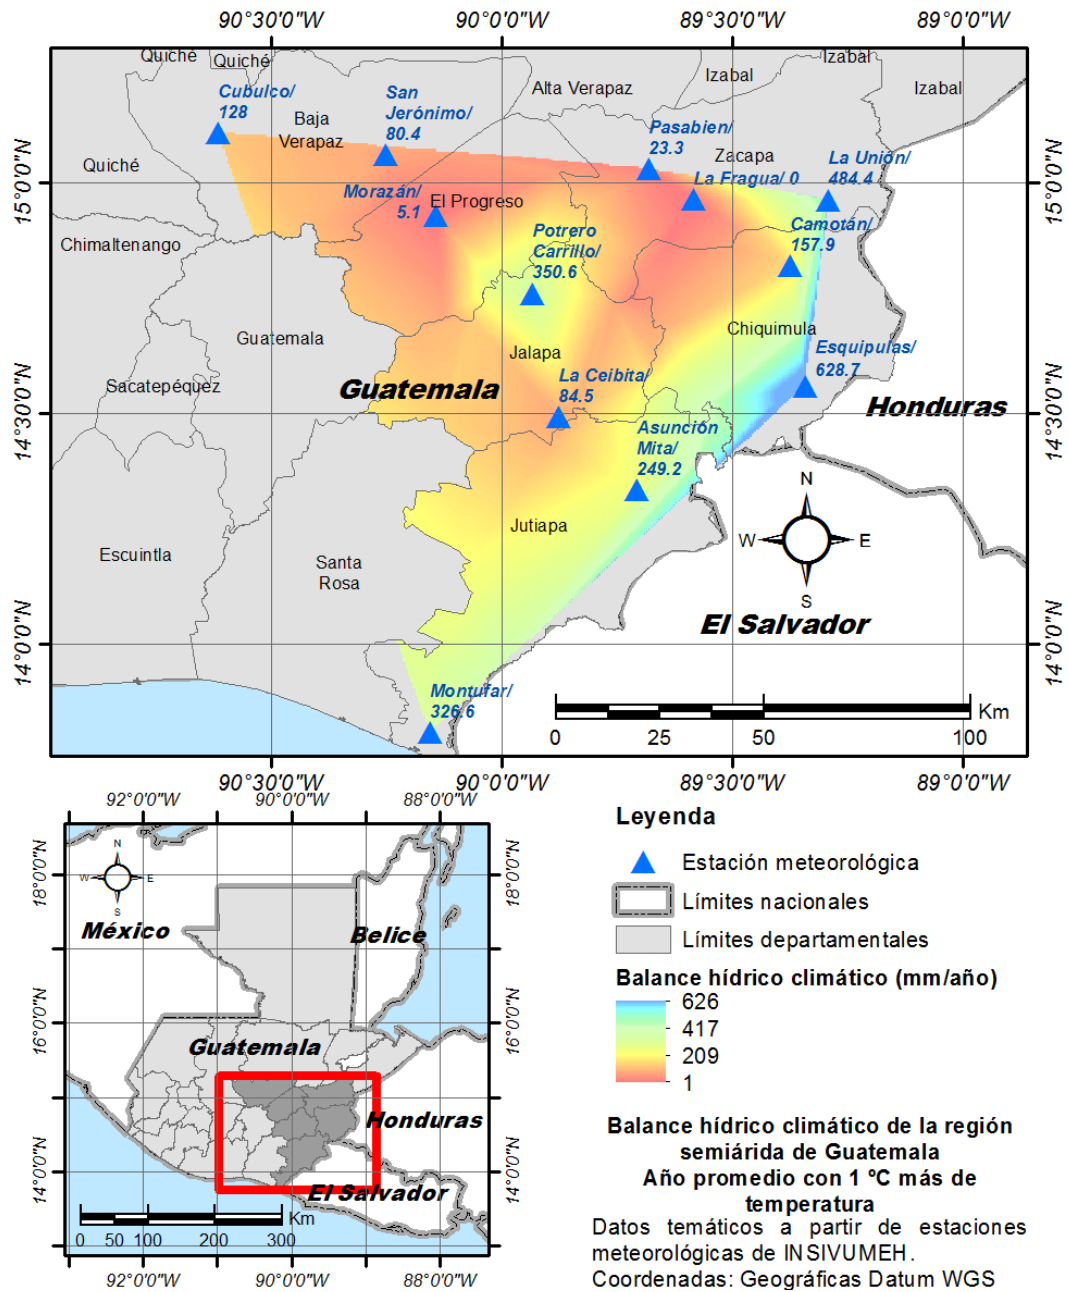 90°30'0"W
90°0'0"W
89°30'0"W
89°0'0"W
Quiché
Quiché
Izabal
Izabal
Izabal
Alta Verapaz
Cubulco/
128
San
Jerónimo/
80.4
Baja
Verapaz
Pasabien/
23.3
Zacapa
La Unión/
484.4
Quiché
15°0'0"N
15°0'0"N
La Fragua/ 0
Morazán/
5.1
El Progreso
Camotán/
157.9
Potrero
Carrillo/
350.6
Chimaltenango
Guatemala
Chiquimula
Jalapa
Esquipulas/
628.7
La Ceibita/
84.5
Sacatepéquez
Guatemala
Honduras
14°30'0"N
14°30'0"N
Asunción
Mita/
249.2
N
W
E
S
Jutiapa
Escuintla
Santa
Rosa
El Salvador
14°0'0"N
14°0'0"N
Montufar/
326.6
Km
0
25
50
100
90°30'0"W
90°0'0"W
89°30'0"W
89°0'0"W
92°0'0"W
90°0'0"W
88°0'0"W
N
W
E
S
18°0'0"N
18°0'0"N
México
Belice
16°0'0"N
16°0'0"N
Guatemala
Honduras
14°0'0"N
14°0'0"N
El Salvador
Km
0
50
100
200
300
92°0'0"W
90°0'0"W
88°0'0"W
Leyenda
Estación meteorológica
Límites nacionales
Límites departamentales
Balance hídrico climático (mm/año)
626
417
209
1
Balance hídrico climático de la región
semiárida de Guatemala
Año promedio con 1 ºC más de
temperatura
Datos temáticos a partir de estaciones
meteorológicas de INSIVUMEH.
Coordenadas: Geográficas Datum WGS